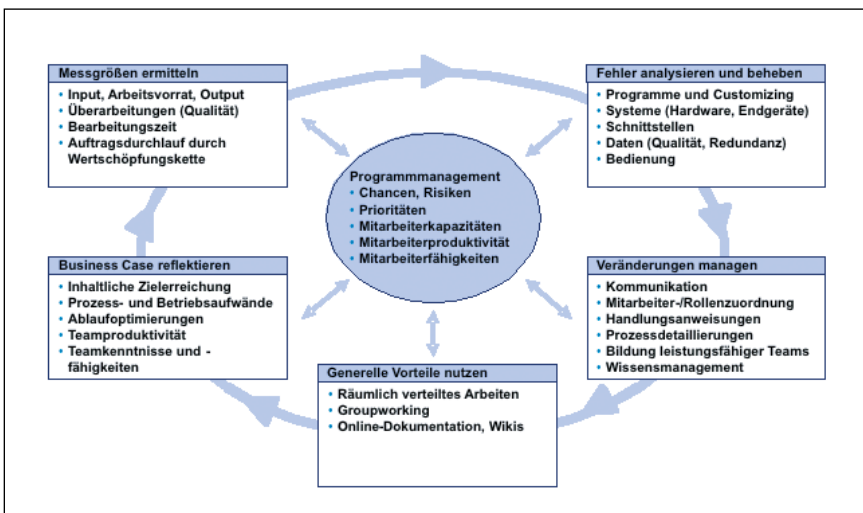 Messgrößen ermitteln
• Input, Arbeitsvorrat, Output
• Überarbeitungen (Qualität)
• Bearbeitungszeit
• Auftragsdurchlauf durch
Wertschöpfungskette
Fehler analysieren und beheben
• Programme und Customizing
• Systeme (Hardware, Endgeräte)
• Schnittstellen
• Daten (Qualität, Redundanz)
• Bedienung
Programmmanagement
• Chancen, Risiken
• Prioritäten
• Mitarbeiterkapazitäten
• Mitarbeiterproduktivität
• Mitarbeiterfähigkeiten
Business Case reflektieren
• Inhaltliche Zielerreichung
• Prozess- und Betriebsaufwände
• Ablaufoptimierungen
• Teamproduktivität
• Teamkenntnisse und -
fähigkeiten
Veränderungen managen
• Kommunikation
• Mitarbeiter-/Rollenzuordnung
• Handlungsanweisungen
• Prozessdetaillierungen
• Bildung leistungsfähiger Teams
• Wissensmanagement
Generelle Vorteile nutzen
• Räumlich verteiltes Arbeiten
• Groupworking
• Online-Dokumentation, Wikis